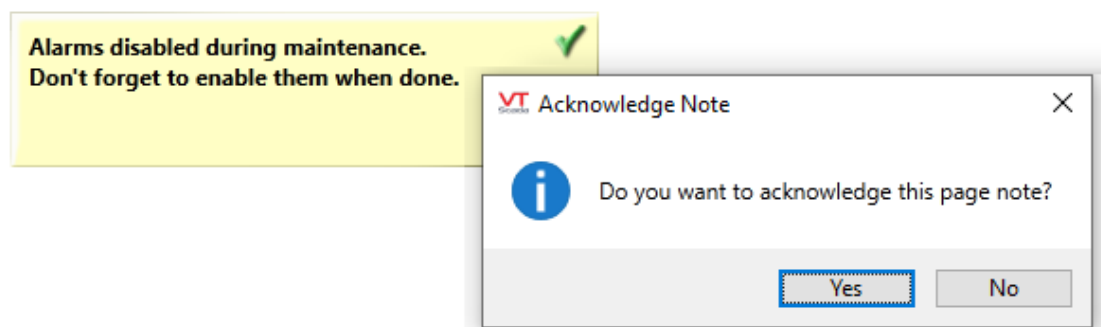 Alarms disabled during maintenance.
Don't forget to enable them when done.
VT Scada Acknowledge Note
Do you want to acknowledge this page note?
Yes No